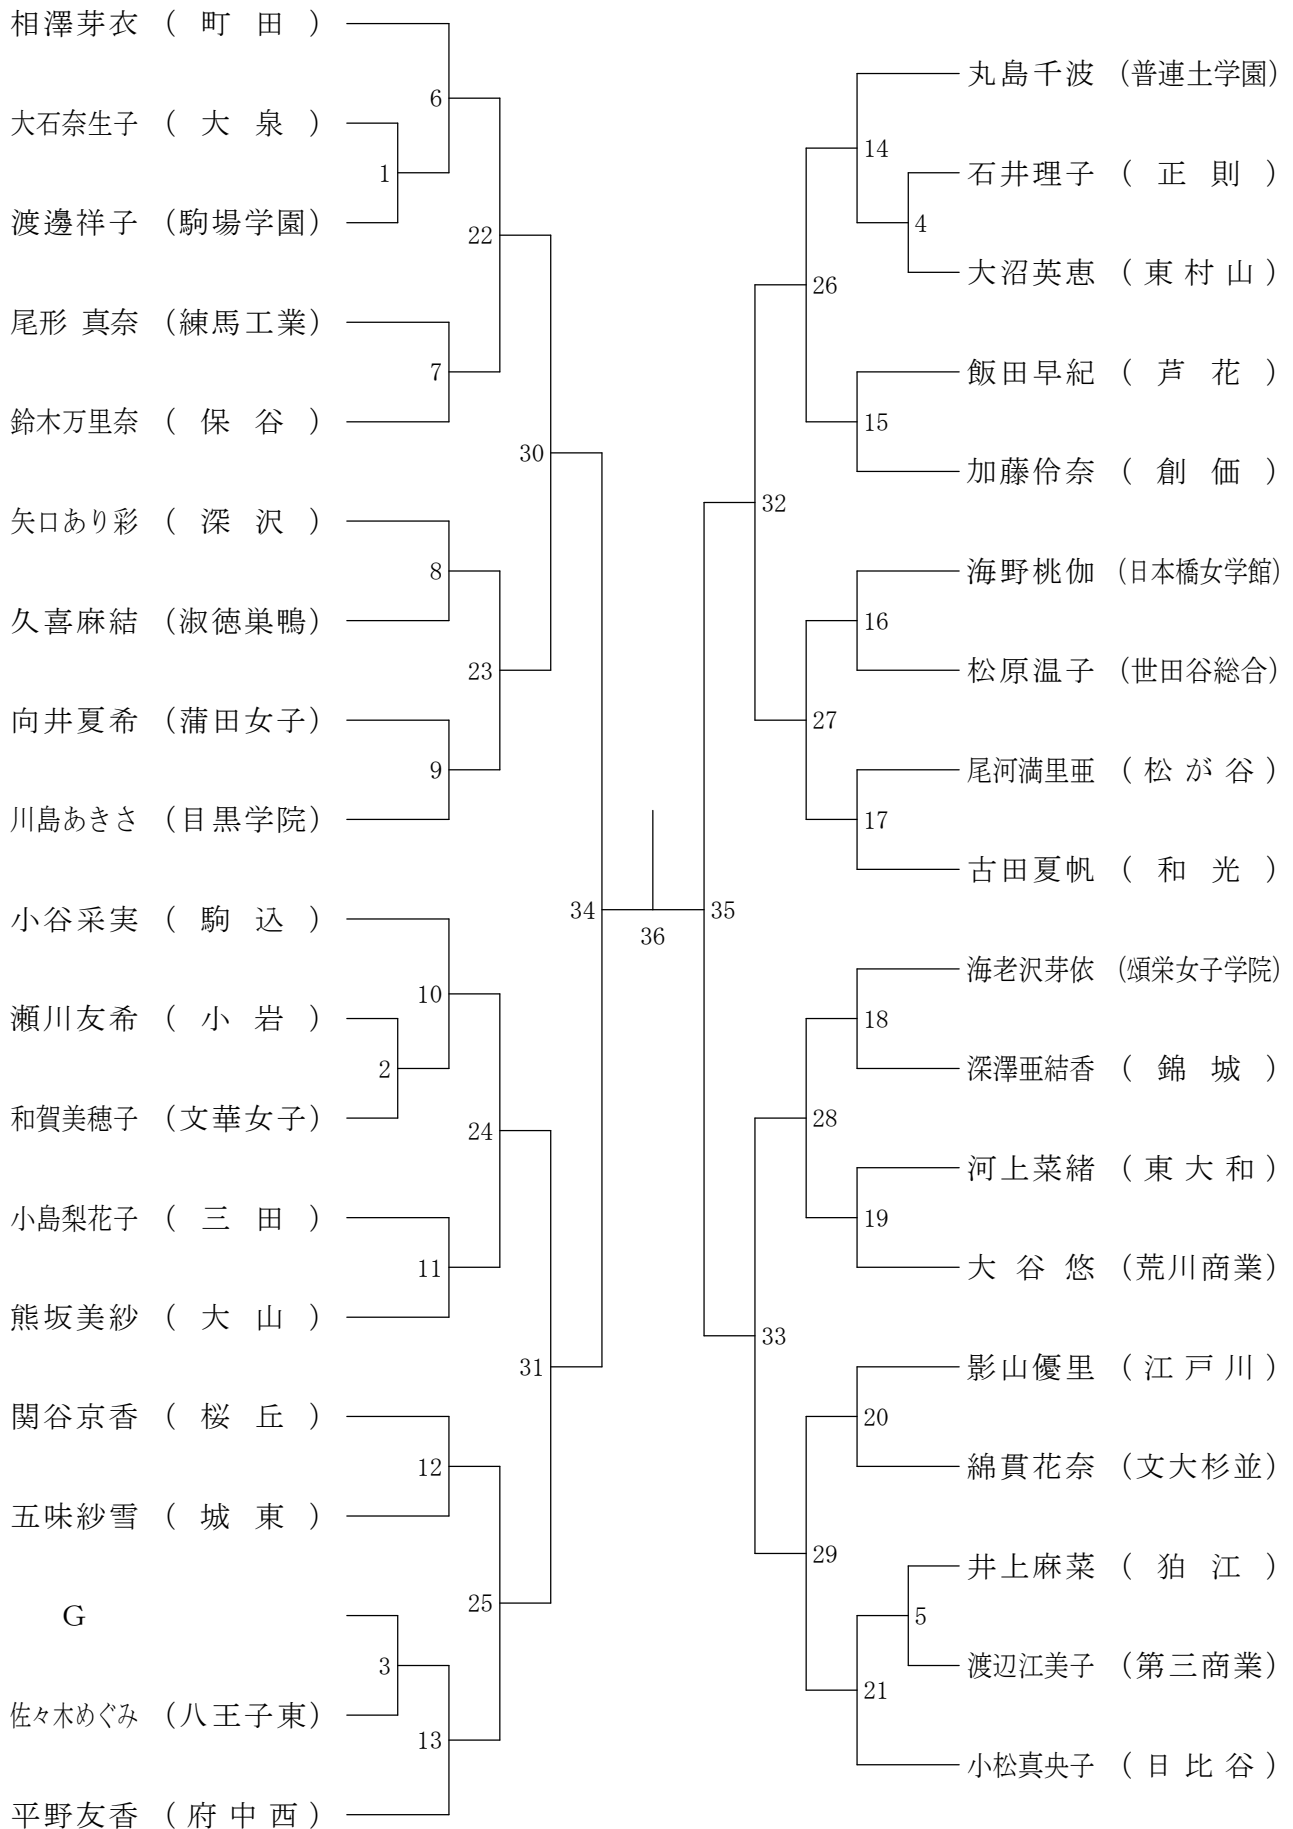 相澤芽衣 (町田)
6
大石奈生子 (大泉)
1
渡邊祥子 (駒場学園)
22
尾形 真奈 (練馬工業)
7
鈴木万里奈 (保谷)
30
矢口あり彩 (深沢)
8
久喜麻結 (淑徳巣鴨)
23
向井夏希 (蒲田女子)
9
川島あきさ (目黒学院)
34
小谷采実 (駒込)
10
瀬川友希 (小岩)
2
和賀美穂子 (文華女子)
24
小島梨花子 (三田)
11
熊坂美紗 (大山)
31
関谷京香 (桜丘)
12
五味紗雪 (城東)
25
G
3
佐々木めぐみ (八王子東)
13
平野友香 (府中西)
36
丸島千波 (普連土学園)
14
石井理子 (正則)
4
大沼英恵 (東村山)
26
飯田早紀 (芦花)
15
加藤伶奈 (創価)
32
海野桃伽 (日本橋女学館)
16
松原温子 (世田谷総合)
27
尾河満里亜 (松が谷)
17
古田夏帆 (和光)
35
海老沢芽依 (頌栄女子学院)
18
深澤亜結香 (錦城)
28
河上菜緒 (東大和)
19
大谷悠 (荒川商業)
33
影山優里 (江戸川)
20
綿貫花奈 (文大杉並)
29
井上麻菜 (狛江)
5
渡辺江美子 (第三商業)
21
小松真央子 (日比谷)